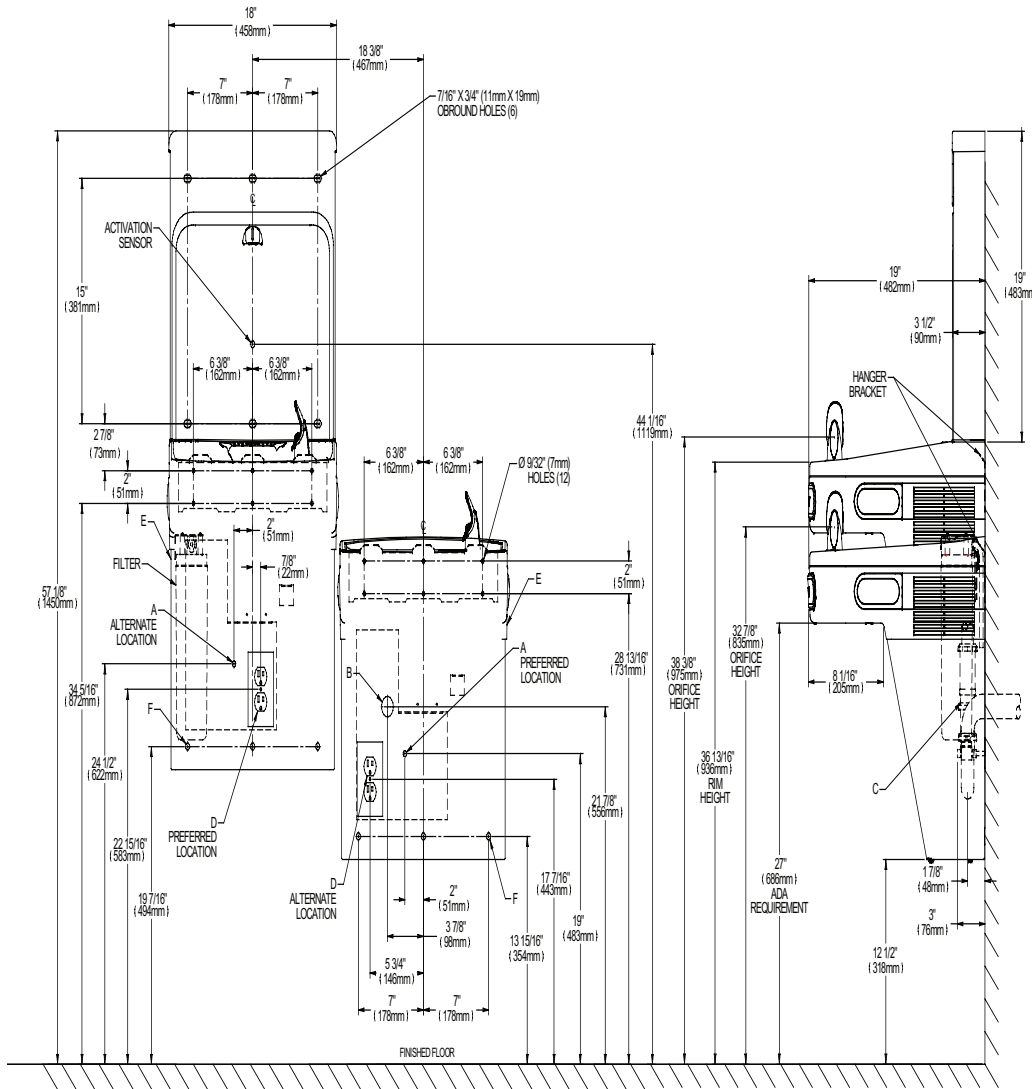 18"
(458mm)
18 3/8"
(467mm)
7"
(178mm)
7"
(178mm)
7/16" X 3/4" (11mm X 19mm)
OBROUND HOLES (6)
℄
ACTIVATION
SENSOR
15"
(381mm)
6 3/8"
(162mm)
6 3/8"
(162mm)
2 7/8"
(73mm)
2"
(51mm)
E
FILTER
57 1/8"
(1450mm)
A
ALTERNATE
LOCATION
2"
(51mm)
7/8"
(22mm)
34 5/16"
(872mm)
F
24 1/2"
(622mm)
22 15/16"
(583mm)
D
PREFERRED
LOCATION
19 7/16"
(494mm)
6 3/8"
(162mm)
6 3/8"
(162mm)
Ø 9/32" (7mm)
HOLES (12)
℄
2"
(51mm)
E
A
PREFERRED
LOCATION
B
D
ALTERNATE
LOCATION
F
2"
(51mm)
3 7/8"
(98mm)
5 3/4"
(146mm)
7"
(178mm)
7"
(178mm)
13 15/16"
(354mm)
17 7/16"
(443mm)
19"
(483mm)
21 7/8"
(556mm)
28 13/16"
(731mm)
44 1/16"
(1119mm)
38 3/8"
(975mm)
ORIFICE
HEIGHT
36 13/16"
(936mm)
RIM
HEIGHT
32 7/8"
(835mm)
ORIFICE
HEIGHT
27"
(686mm)
ADA
REQUIREMENT
19"
(482mm)
3 1/2"
(90mm)
19"
(483mm
HANGER
BRACKET
8 1/16"
(205mm)
C
1 7/8"
(48mm)
3"
(76mm)
12 1/2"
(318mm)
FINISHED FLOOR